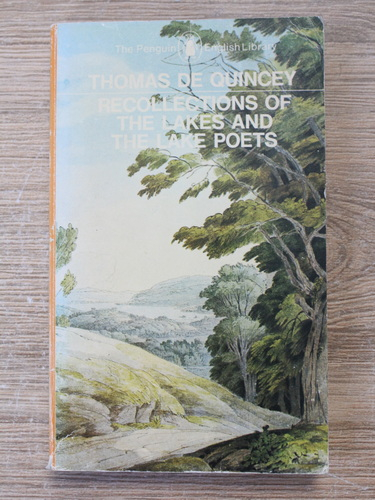 The Penguin English Library
THOMAS DE QUINCEY
RECOLLECTIONS OF
THE LAKES AND
THE LAKE POETS